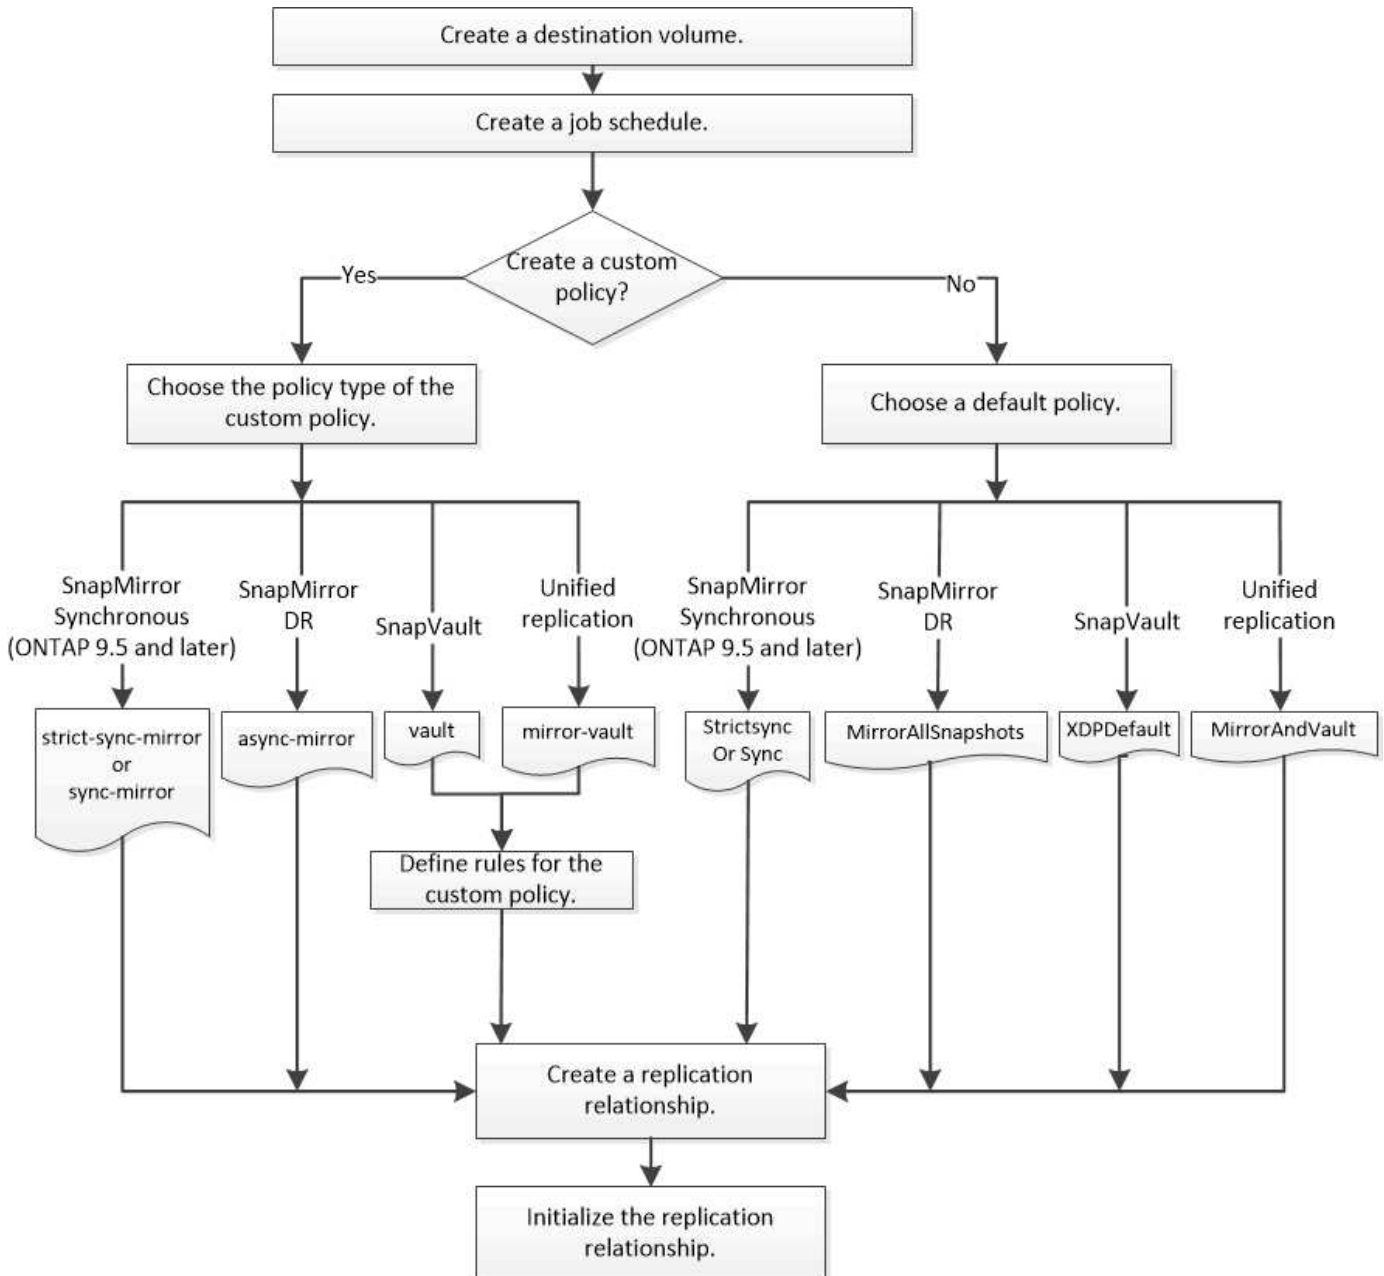 Create a destination volume.
Create a job schedule.
Create a custom
policy?
Yes
No
Choose the policy type of the
custom policy.
Choose a default policy.
SnapMirror
Synchronous
(ONTAP 9.5 and later)
SnapMirror
DR
SnapVault
Unified
replication
SnapMirror
Synchronous
(ONTAP 9.5 and later)
SnapMirror
DR
SnapVault
Unified
replication
strict-sync-mirror
or
sync-mirror
async-mirror
vault
mirror-vault
Strictsync
Or Sync
MirrorAllSnapshots
XDPDefault
MirrorAndVault
Define rules for the
custom policy.
Create a replication
relationship.
Initialize the replication
relationship.